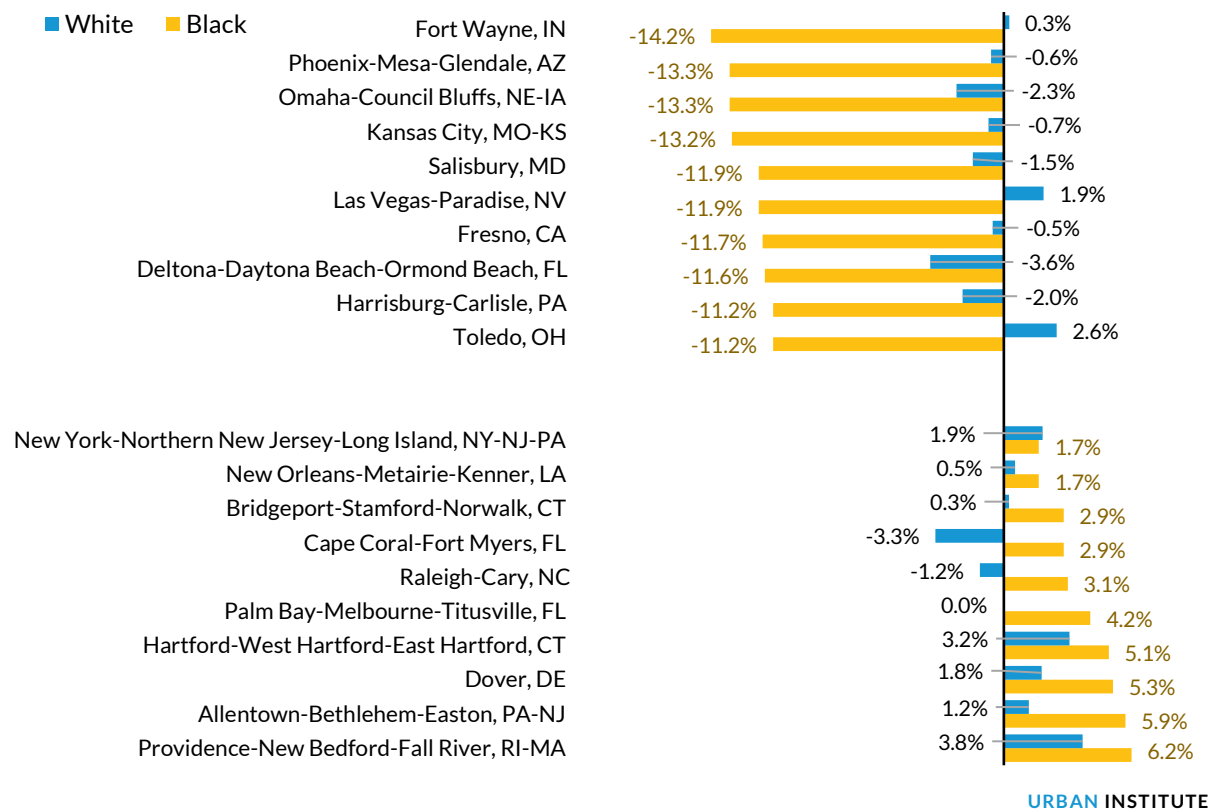 White Black
Fort Wayne, IN 0.3%
-14.2%
Phoenix-Mesa-Glendale, AZ -0.6%
-13.3%
Omaha-Council Bluffs, NE-IA -2.3%
-13.3%
Kansas City, MO-KS -0.7%
-13.2%
Salisbury, MD -1.5%
-11.9%
Las Vegas-Paradise, NV 1.9%
-11.9%
Fresno, CA -0.5%
-11.7%
Deltona-Daytona Beach-Ormond Beach, FL -3.6%
-11.6%
Harrisburg-Carlisle, PA -2.0%
-11.2%
Toledo, OH 2.6%
-11.2%
New York-Northern New Jersey-Long Island, NY-NJ-PA 1.9%
1.7%
New Orleans-Metairie-Kenner, LA 0.5%
1.7%
Bridgeport-Stamford-Norwalk, CT 0.3%
2.9%
Cape Coral-Fort Myers, FL -3.3%
2.9%
Raleigh-Cary, NC -1.2%
3.1%
Palm Bay-Melbourne-Titusville, FL 0.0%
4.2%
Hartford-West Hartford-East Hartford, CT 3.2%
5.1%
Dover, DE 1.8%
5.3%
Allentown-Bethlehem-Easton, PA-NJ 1.2%
5.9%
Providence-New Bedford-Fall River, RI-MA 3.8%
6.2%
URBAN INSTITUTE